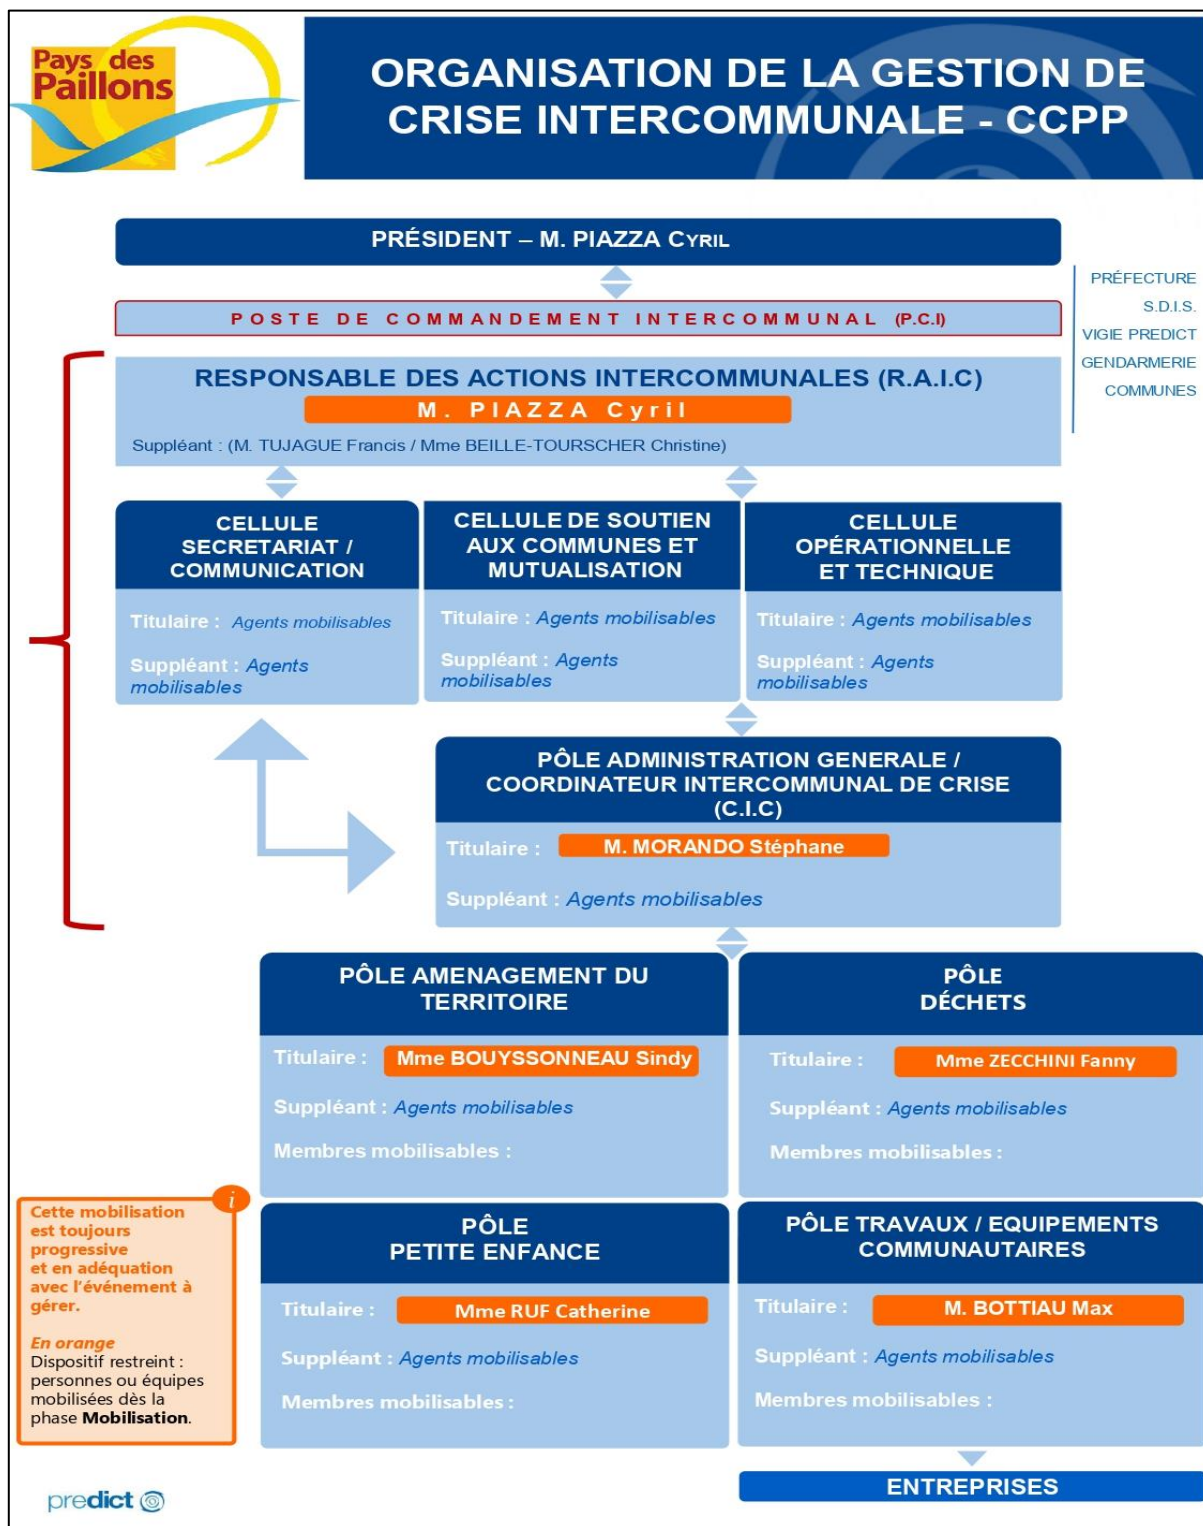 Pays des
Paillons
ORGANISATION DE LA GESTION DE
CRISE INTERCOMMUNALE - CCPP
PRÉSIDENT – M. PIAZZA CYRIL
PRÉFECTURE
S.D.I.S.
VIGIE PREDICT
GENDARMERIE
COMMUNES
POSTE DE COMMANDEMENT INTERCOMMUNAL (P.C.I)
RESPONSABLE DES ACTIONS INTERCOMMUNALES (R.A.I.C)
M. PIAZZA Cyril
Suppléant : (M. TUJAGUE Francis / Mme BEILLE-TOURSCHER Christine)
CELLULE
SECRETARIAT /
COMMUNICATION
Titulaire : Agents mobilisables
Suppléant : Agents
mobilisables
CELLULE DE SOUTIEN
AUX COMMUNES ET
MUTUALISATION
Titulaire : Agents mobilisables
Suppléant : Agents
mobilisables
CELLULE
OPÉRATIONNELLE
ET TECHNIQUE
Titulaire : Agents mobilisables
Suppléant : Agents
mobilisables
PÔLE ADMINISTRATION GENERALE /
COORDINATEUR INTERCOMMUNAL DE CRISE
(C.I.C)
Titulaire : M. MORANDO Stéphane
Suppléant : Agents mobilisables
PÔLE AMENAGEMENT DU
TERRITOIRE
Titulaire : Mme BOUYSSONNEAU Sindy
Suppléant : Agents mobilisables
Membres mobilisables :
PÔLE
DÉCHETS
Titulaire : Mme ZECCHINI Fanny
Suppléant : Agents mobilisables
Membres mobilisables :
i
Cette mobilisation
est toujours
progressive
et en adéquation
avec l'événement à
gérer.
En orange
Dispositif restreint :
personnes ou équipes
mobilisées dès la
phase Mobilisation.
PÔLE
PETITE ENFANCE
Titulaire : Mme RUF Catherine
Suppléant : Agents mobilisables
Membres mobilisables :
PÔLE TRAVAUX / EQUIPEMENTS
COMMUNAUTAIRES
Titulaire : M. BOTTIAU Max
Suppléant : Agents mobilisables
Membres mobilisables :
ENTREPRISES
predict